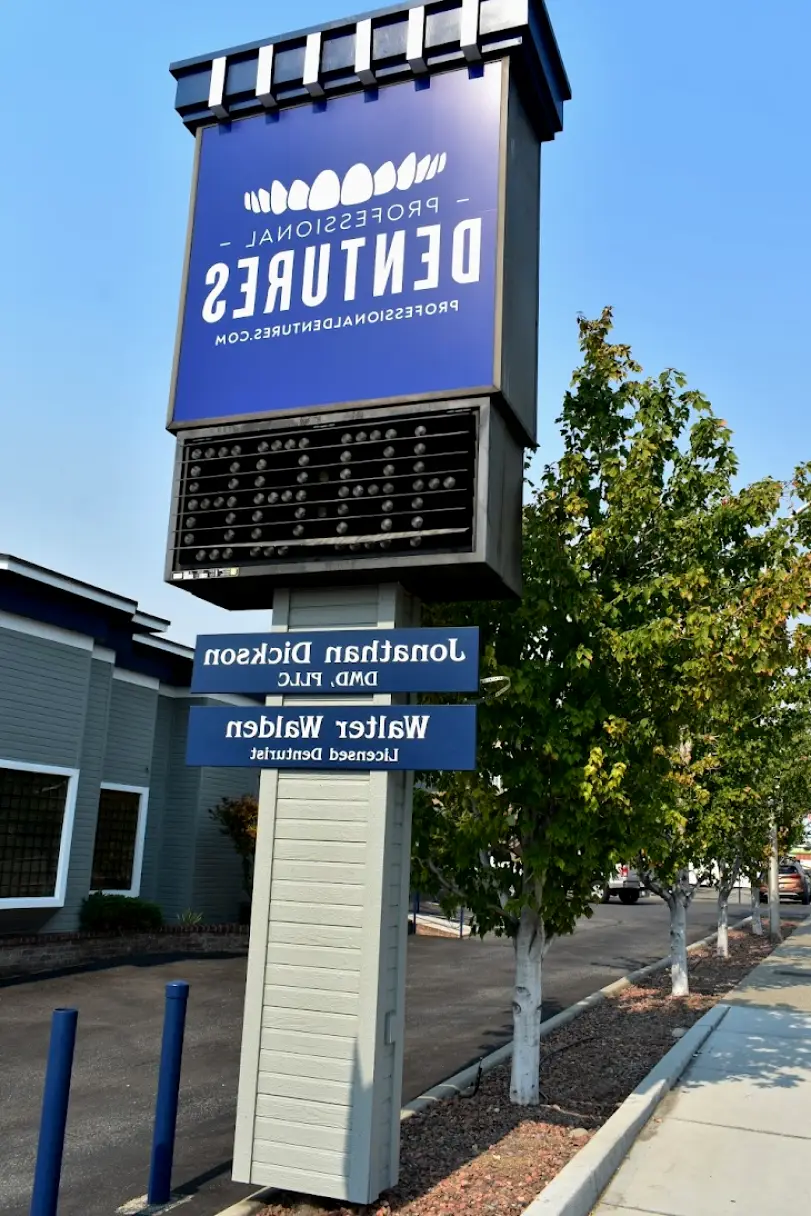 – PROFESSIONAL –
DENTURES
PROFESSIONALDENTURES.COM
Jonathan Dickson
DMD, PLLC
Walter Walden
Licensed Denturist